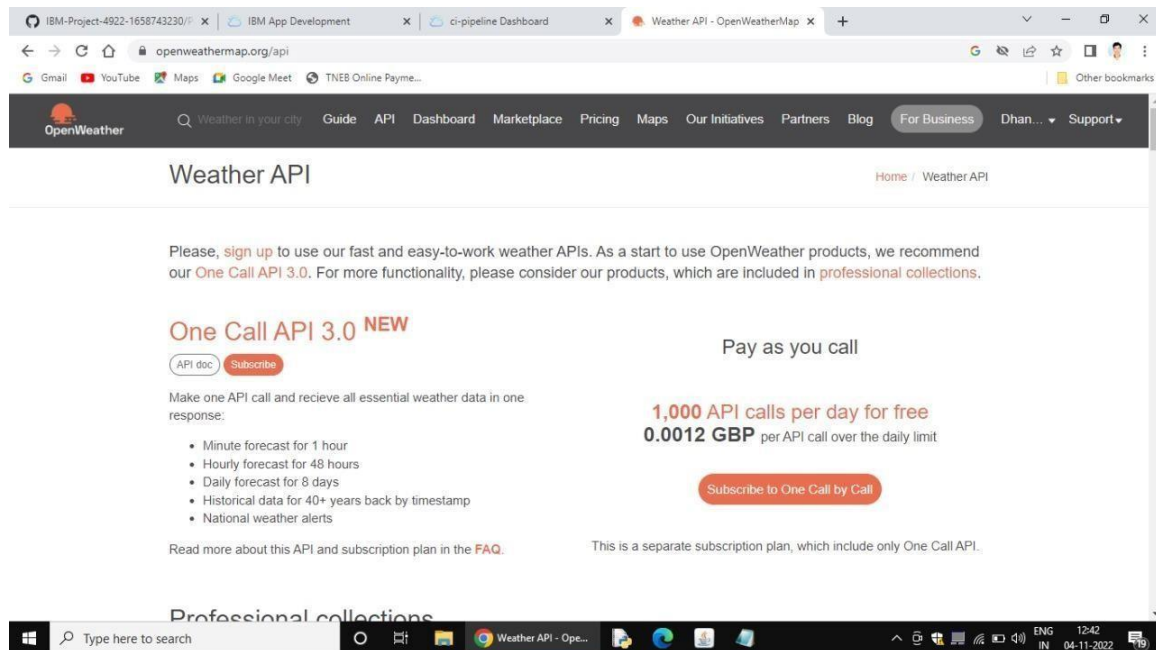 IBM-Project-4922-1658743230/P
IBM App Development
ci-pipeline Dashboard
Weather API - OpenWeatherMap
openweathermap.org/api
Gmail
YouTube
Maps
Google Meet
TNEB Online Payme...
Other bookmarks
OpenWeather
Weather in your city
Guide
API
Dashboard
Marketplace
Pricing
Maps
Our Initiatives
Partners
Blog
For Business
Dhan...
Support
Weather API
Home / Weather API
Please, sign up to use our fast and easy-to-work weather APIs. As a start to use OpenWeather products, we recommend
our One Call API 3.0. For more functionality, please consider our products, which are included in professional collections.
One Call API 3.0 NEW
API doc
Subscribe
Make one API call and recieve all essential weather data in one
response:
• Minute forecast for 1 hour
• Hourly forecast for 48 hours
• Daily forecast for 8 days
• Historical data for 40+ years back by timestamp
• National weather alerts
Read more about this API and subscription plan in the FAQ.
Pay as you call
1,000 API calls per day for free
0.0012 GBP per API call over the daily limit
Subscribe to One Call by Call
This is a separate subscription plan, which include only One Call API.
Professional collections
Type here to search
Weather API - Ope...
ENG
IN
12:42
04-11-2022
19